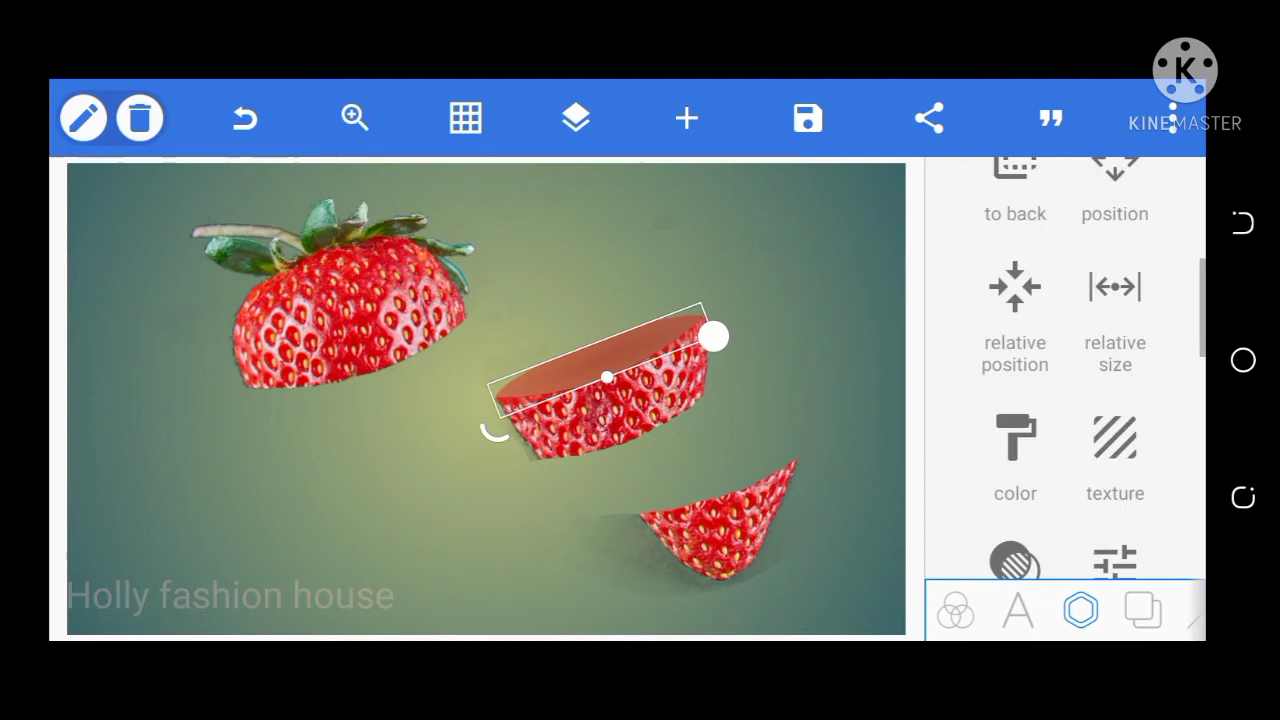 K
KINEMASTER
to back
position
relative
position
relative
size
color
texture
Holly fashion house
A